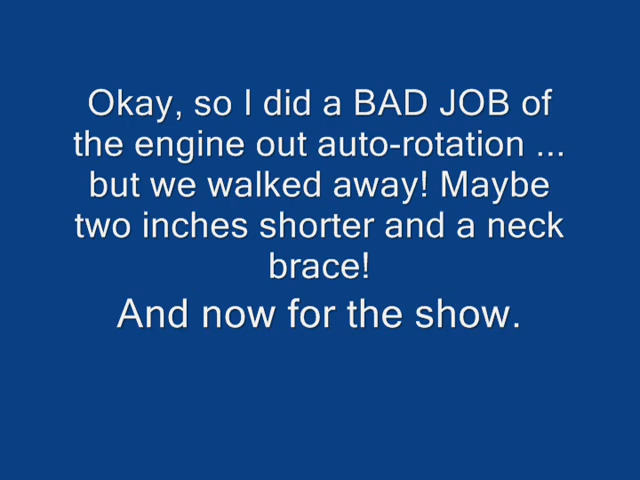 Okay, so I did a BAD JOB of
the engine out auto-rotation ...
but we walked away! Maybe
two inches shorter and a neck
brace!
And now for the show.